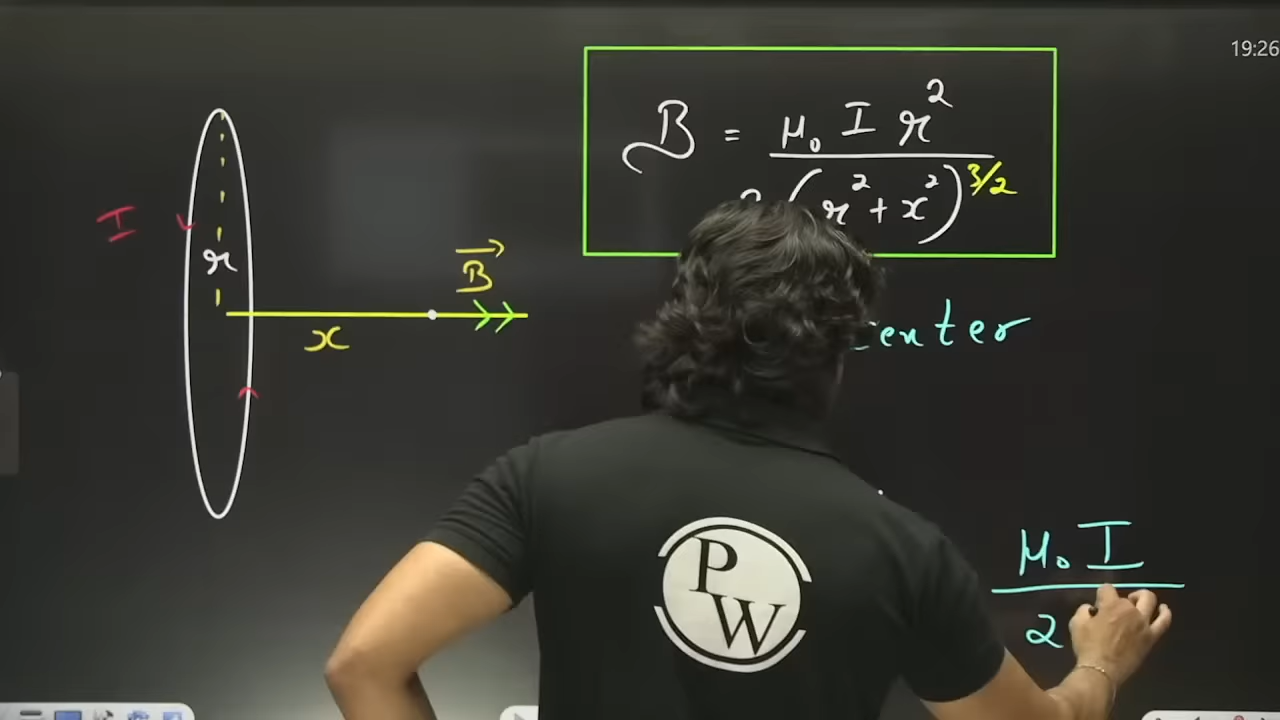 19:26
B = μ₀ I r²
(r² + x²)^3/2
I
r
B
x
enter
μ₀ I
2
P
W